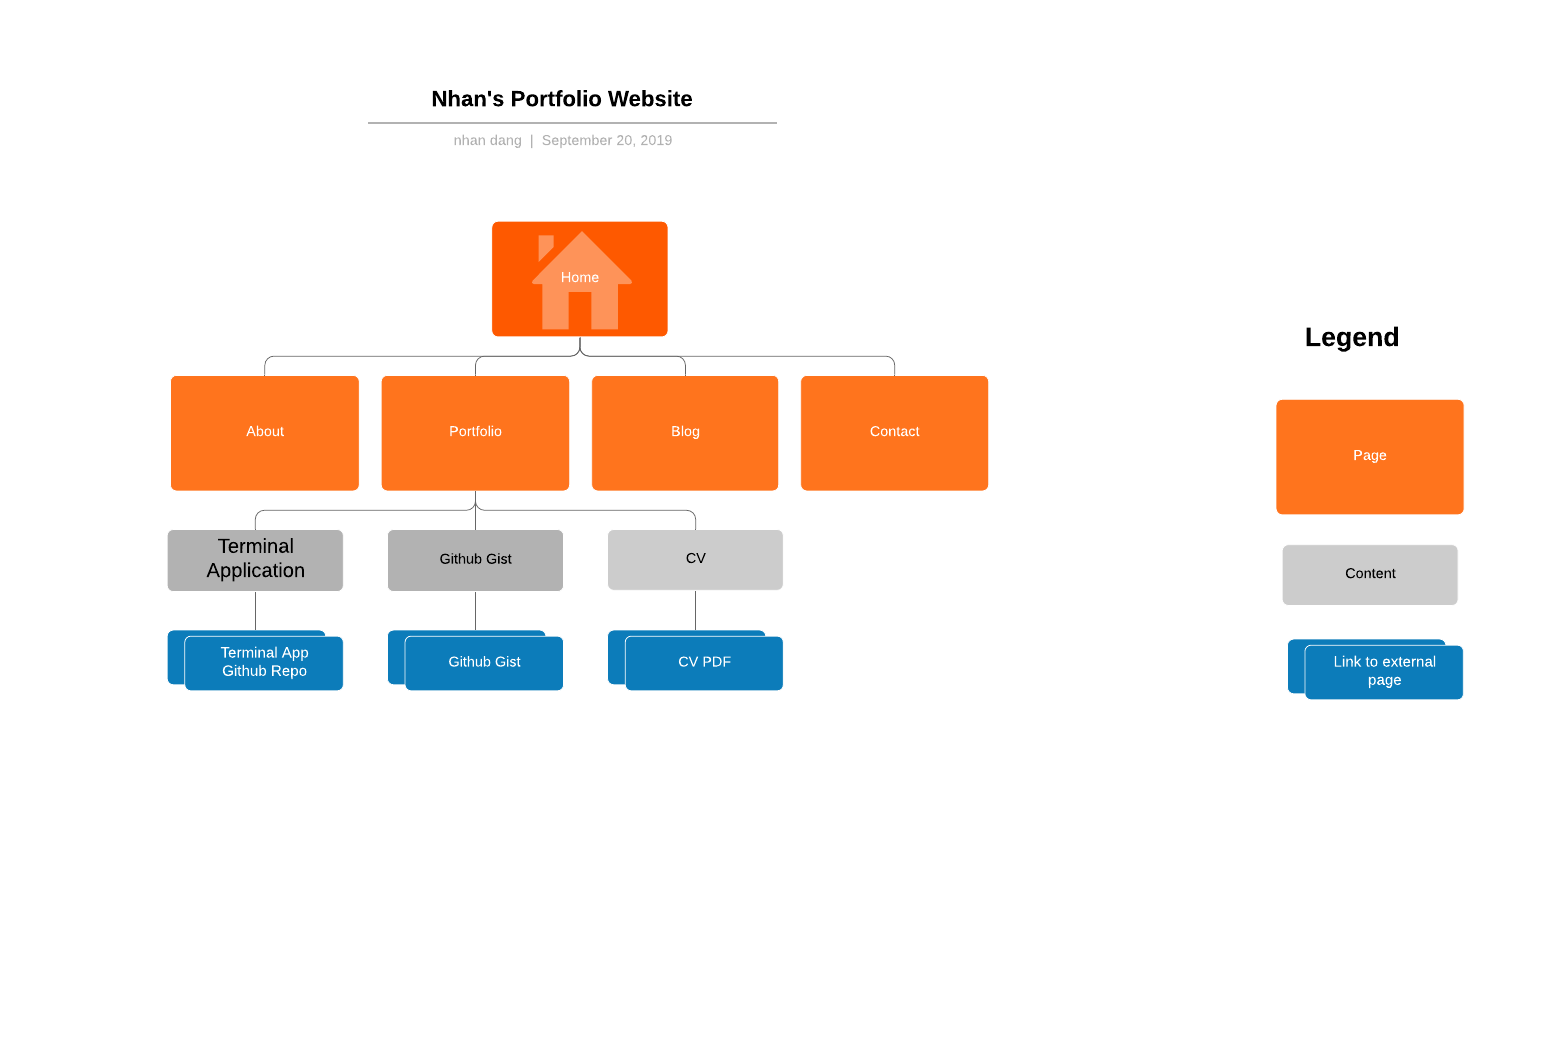 Nhan's Portfolio Website
nhan dang | September 20, 2019
Home
Legend
About
Portfolio
Blog
Contact
Page
Terminal
Application
Github Gist
CV
Content
Terminal App
Github Repo
Github Gist
CV PDF
Link to external
page